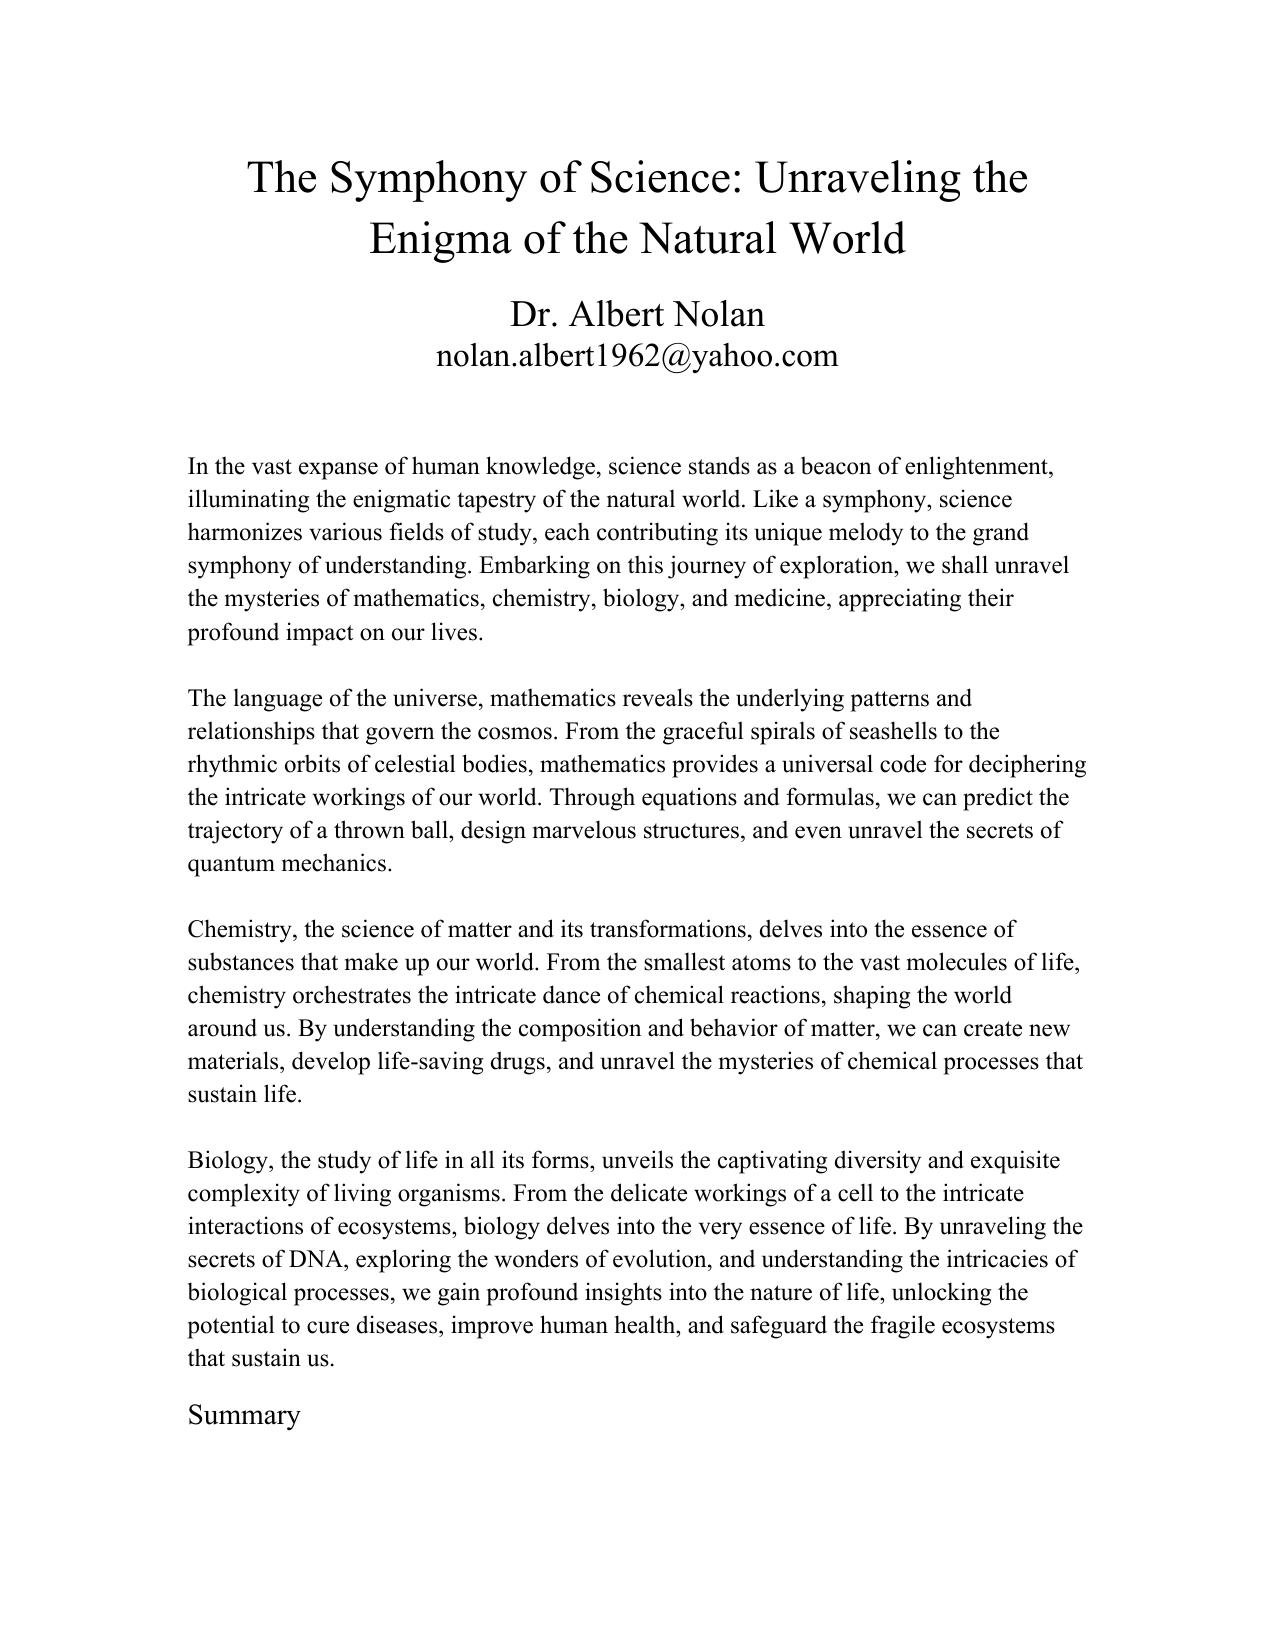 The Symphony of Science: Unraveling the
Enigma of the Natural World
Dr. Albert Nolan
nolan.albert1962@yahoo.com
In the vast expanse of human knowledge, science stands as a beacon of enlightenment,
illuminating the enigmatic tapestry of the natural world. Like a symphony, science
harmonizes various fields of study, each contributing its unique melody to the grand
symphony of understanding. Embarking on this journey of exploration, we shall unravel
the mysteries of mathematics, chemistry, biology, and medicine, appreciating their
profound impact on our lives.
The language of the universe, mathematics reveals the underlying patterns and
relationships that govern the cosmos. From the graceful spirals of seashells to the
rhythmic orbits of celestial bodies, mathematics provides a universal code for deciphering
the intricate workings of our world. Through equations and formulas, we can predict the
trajectory of a thrown ball, design marvelous structures, and even unravel the secrets of
quantum mechanics.
Chemistry, the science of matter and its transformations, delves into the essence of
substances that make up our world. From the smallest atoms to the vast molecules of life,
chemistry orchestrates the intricate dance of chemical reactions, shaping the world
around us. By understanding the composition and behavior of matter, we can create new
materials, develop life-saving drugs, and unravel the mysteries of chemical processes that
sustain life.
Biology, the study of life in all its forms, unveils the captivating diversity and exquisite
complexity of living organisms. From the delicate workings of a cell to the intricate
interactions of ecosystems, biology delves into the very essence of life. By unraveling the
secrets of DNA, exploring the wonders of evolution, and understanding the intricacies of
biological processes, we gain profound insights into the nature of life, unlocking the
potential to cure diseases, improve human health, and safeguard the fragile ecosystems
that sustain us.
Summary